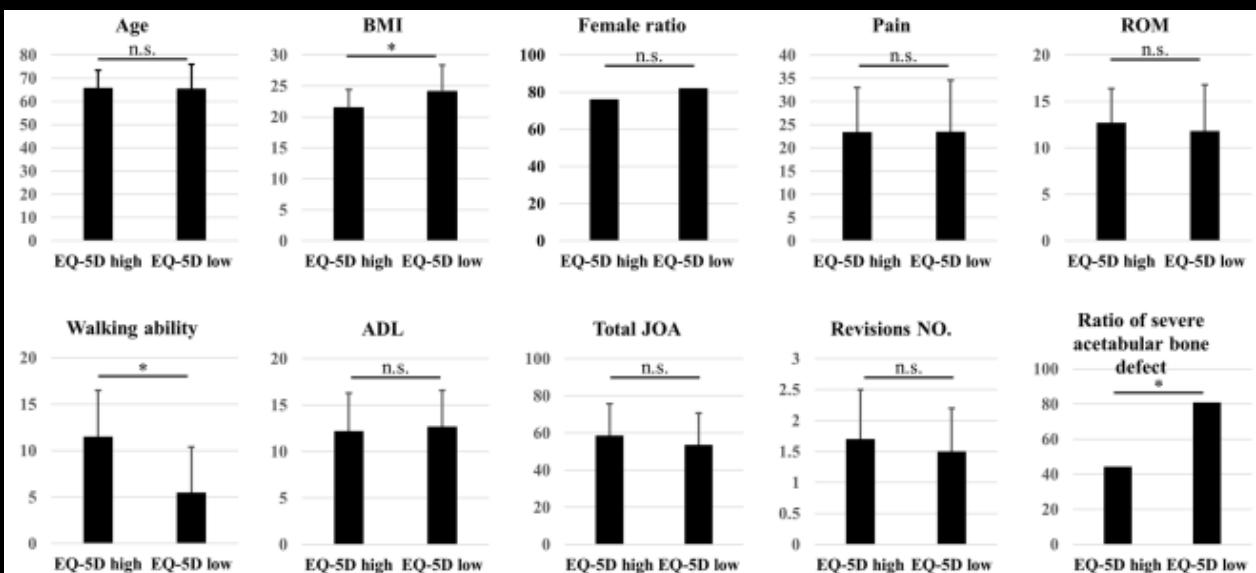 Age
n.s.
80
70
60
50
40
30
20
10
0
EQ-5D high EQ-5D low
BMI
*
30
25
20
15
10
5
0
EQ-5D high EQ-5D low
Female ratio
n.s.
100
80
60
40
20
0
EQ-5D high EQ-5D low
Pain
n.s.
40
35
30
25
20
15
10
5
0
EQ-5D high EQ-5D low
ROM
n.s.
20
15
10
5
0
EQ-5D high EQ-5D low
Walking ability
*
20
15
10
5
0
EQ-5D high EQ-5D low
ADL
n.s.
20
15
10
5
0
EQ-5D high EQ-5D low
Total JOA
n.s.
100
80
60
40
20
0
EQ-5D high EQ-5D low
Revisions NO.
n.s.
3
2.5
2
1.5
1
0.5
0
EQ-5D high EQ-5D low
Ratio of severe
acetabular bone
defect
*
100
80
60
40
20
0
EQ-5D high EQ-5D low